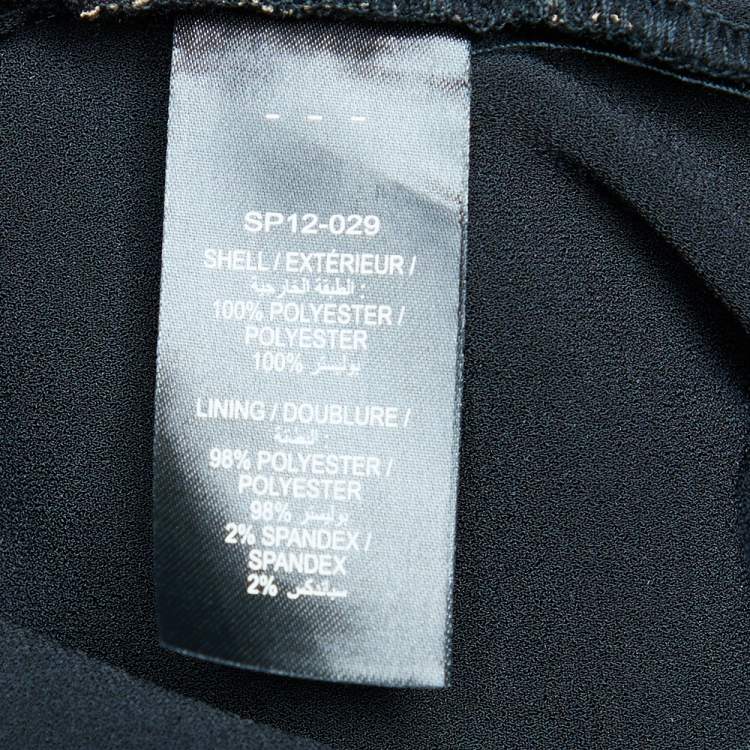 - - -
SP12-029
SHELL / EXTÉRIEUR /
الطبقة الخارجية :
100% POLYESTER /
POLYESTER
100% بوليستر
LINING / DOUBLURE /
البطنة :
98% POLYESTER /
POLYESTER
98% بوليستر
2% SPANDEX /
SPANDEX
2% سباندكس